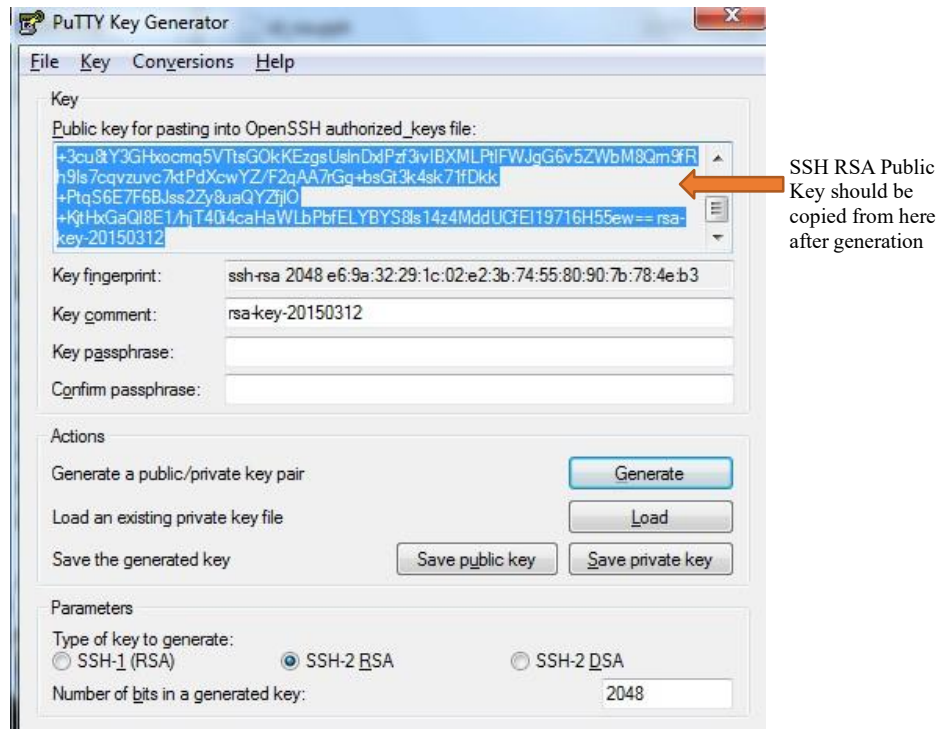 PuTTY Key Generator
File Key Conversions Help
Key
Public key for pasting into OpenSSH authorized_keys file:
+3cu8tY3GHxocmq5VTtsGOkKEzgsUslnDxlPzf3ivIBXMLPtlFWJgG6v5ZWbM8Qm9fR
h9ls7cqvzuvc7ktPdXcwYZ/F2qAA7rGg+bsGt3k4sk71fDkk
+PtqS6E7F6BJss2Zy8uaQYZfjlO
+KjtHxGaQl8E1/hjT40i4caHaWLbPbfELYBYS8ls14z4MddUCfEI19716H55ew== rsa-
key-20150312
SSH RSA Public
Key should be
copied from here
after generation
Key fingerprint: ssh-rsa 2048 e6:9a:32:29:1c:02:e2:3b:74:55:80:90:7b:78:4e:b3
Key comment: rsa-key-20150312
Key passphrase:
Confirm passphrase:
Actions
Generate a public/private key pair Generate
Load an existing private key file Load
Save the generated key Save public key Save private key
Parameters
Type of key to generate:
SSH-1 (RSA) SSH-2 RSA SSH-2 DSA
Number of bits in a generated key: 2048